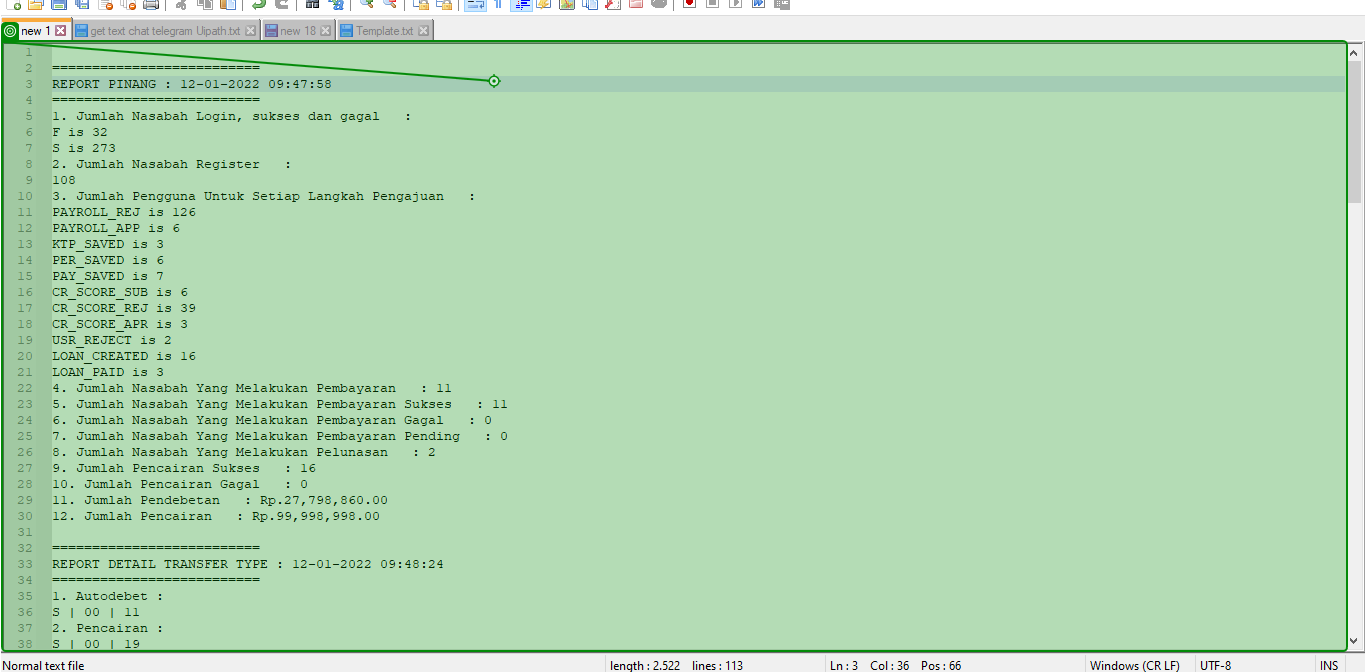 new 1 get text chat telegram Uipath.txt new 18 Template.txt
1
2 ==========================
3 REPORT PINANG : 12-01-2022 09:47:58
4 ==========================
5 1. Jumlah Nasabah Login, sukses dan gagal   :
6 F is 32
7 S is 273
8 2. Jumlah Nasabah Register   :
9 108
10 3. Jumlah Pengguna Untuk Setiap Langkah Pengajuan   :
11 PAYROLL_REJ is 126
12 PAYROLL_APP is 6
13 KTP_SAVED is 3
14 PER_SAVED is 6
15 PAY_SAVED is 7
16 CR_SCORE_SUB is 6
17 CR_SCORE_REJ is 39
18 CR_SCORE_APR is 3
19 USR_REJECT is 2
20 LOAN_CREATED is 16
21 LOAN_PAID is 3
22 4. Jumlah Nasabah Yang Melakukan Pembayaran   : 11
23 5. Jumlah Nasabah Yang Melakukan Pembayaran Sukses   : 11
24 6. Jumlah Nasabah Yang Melakukan Pembayaran Gagal   : 0
25 7. Jumlah Nasabah Yang Melakukan Pembayaran Pending   : 0
26 8. Jumlah Nasabah Yang Melakukan Pelunasan   : 2
27 9. Jumlah Pencairan Sukses   : 16
28 10. Jumlah Pencairan Gagal   : 0
29 11. Jumlah Pendebetan   : Rp.27,798,860.00
30 12. Jumlah Pencairan   : Rp.99,998,998.00
31
32 ==========================
33 REPORT DETAIL TRANSFER TYPE : 12-01-2022 09:48:24
34 ==========================
35 1. Autodebet :
36 S | 00 | 11
37 2. Pencairan :
38 S | 00 | 19
Normal text file length : 2.522 lines : 113 Ln : 3 Col : 36 Pos : 66 Windows (CR LF) UTF-8 INS